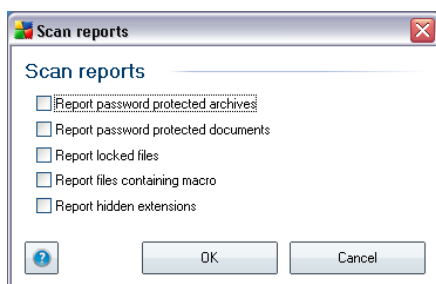 Scan reports
Scan reports
Report password protected archives
Report password protected documents
Report locked files
Report files containing macro
Report hidden extensions
?
OK
Cancel